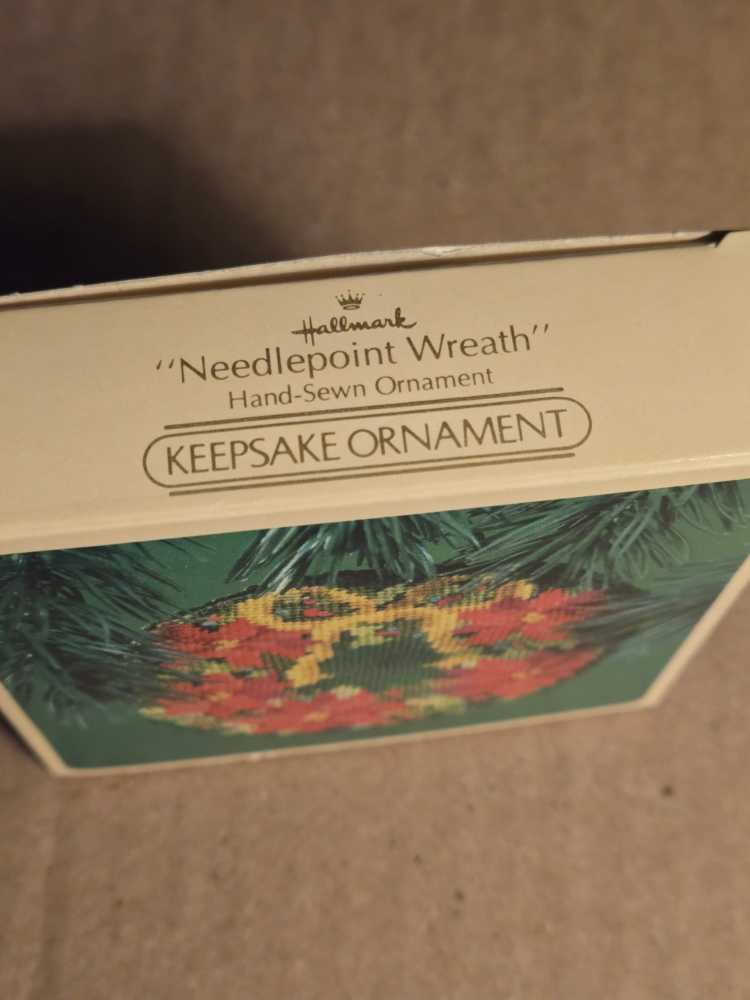 Hallmark
"Needlepoint Wreath"
Hand-Sewn Ornament
KEEPSAKE ORNAMENT